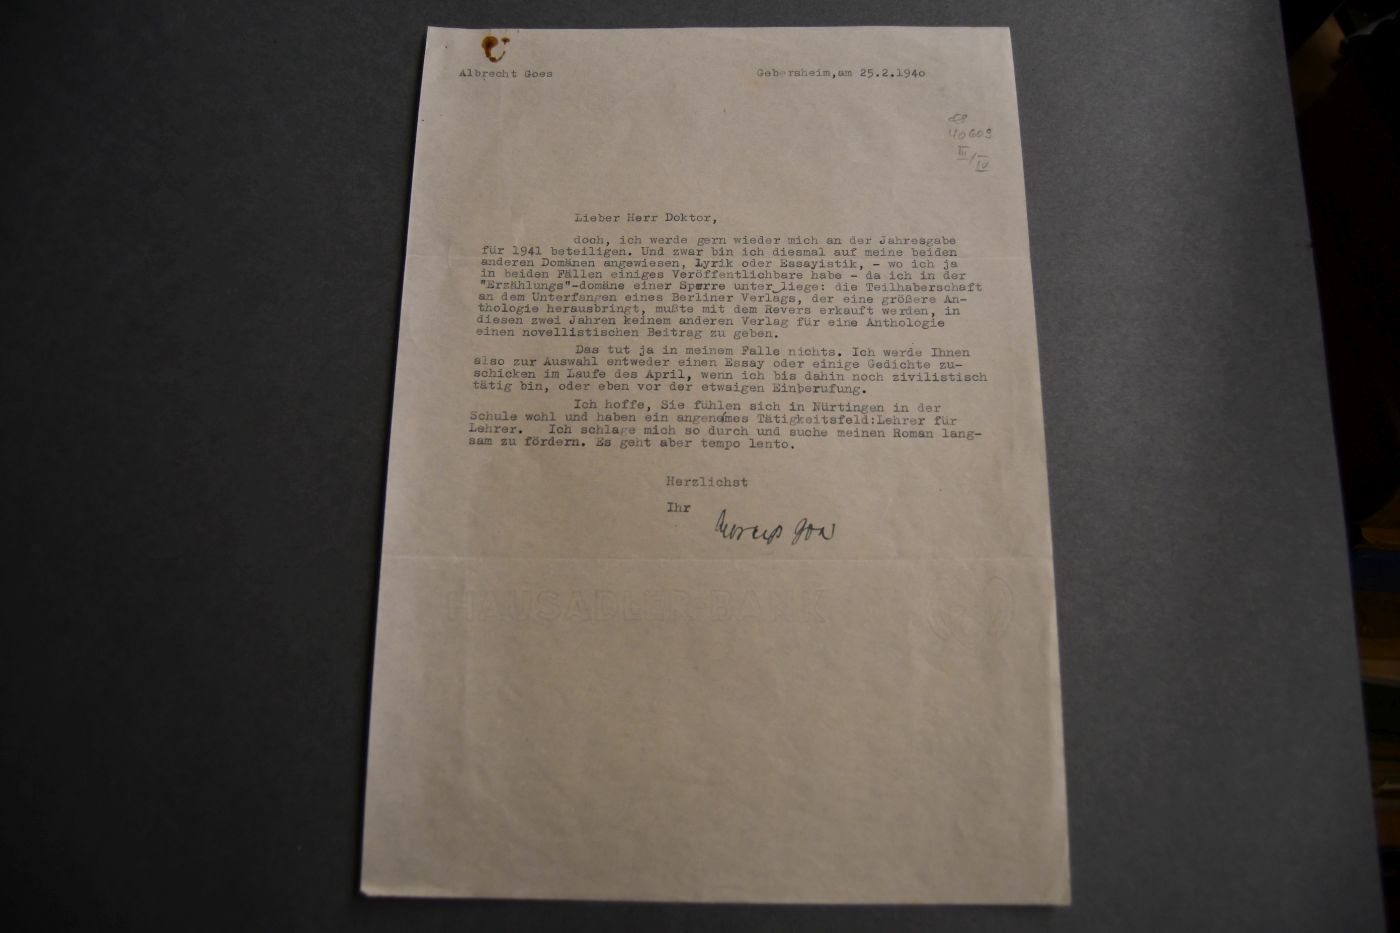 Albrecht Goes
Gebersheim,am 25.2.1940
40G09
III/IV
Lieber Herr Doktor,
doch, ich werde gern wieder mich an der Jahresgabe
für 1941 beteiligen. Und zwar bin ich diesmal auf meine beiden
anderen Domänen angewiesen, Lyrik oder Essayistik, - wo ich ja
in beiden Fällen einiges Veröffentlichbare habe - da ich in der
"Erzählungs"-domäne einer Sperre unterliege: die Teilhaberschaft
an dem Unterfangen eines Berliner Verlags, der eine größere An-
thologie herausbringt, mußte mit dem Revers erkauft werden, in
diesen zwei Jahren keinem anderen Verlag für eine Anthologie
einen novellistischen Beitrag zu geben.
Das tut ja in meinem Falle nichts. Ich werde Ihnen
also zur Auswahl entweder einen Essay oder einige Gedichte zu-
schicken im Laufe des April, wenn ich bis dahin noch zivilistisch
tätig bin, oder eben vor der etwaigen Einberufung.
Ich hoffe, Sie fühlen sich in Nürtingen in der
Schule wohl und haben ein angenehmes Tätigkeitsfeld:Lehrer für
Lehrer. Ich schlage mich so durch und suche meinen Roman lang-
sam zu fördern. Es geht aber tempo lento.
Herzlichst
Ihr
Albrecht Goes
HAUSADLER-BANK